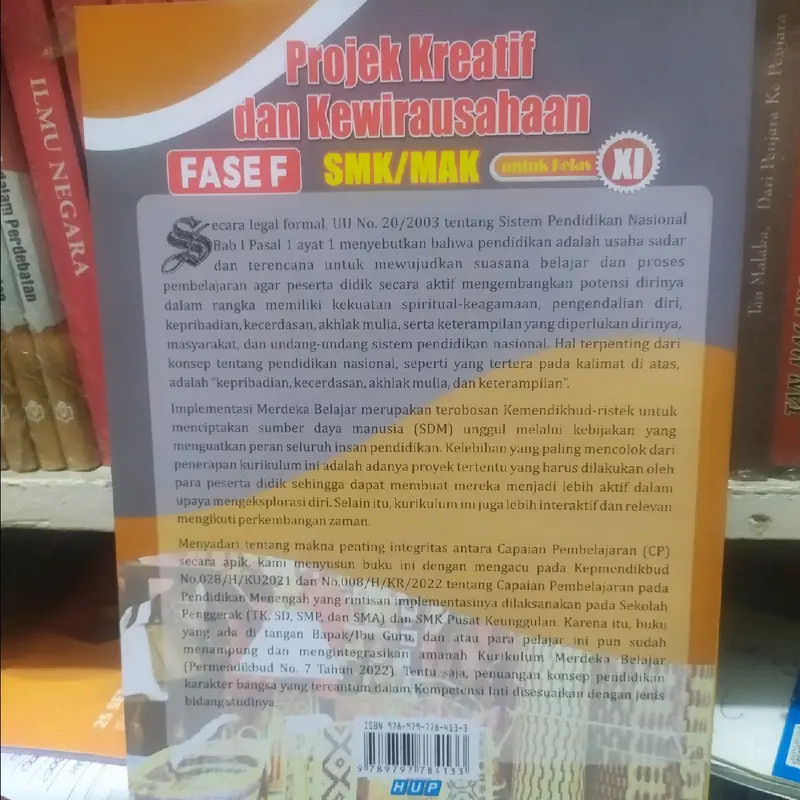 Projek Kreatif
dan Kewirausahaan
FASE F SMK/MAK untuk Kelas XI
Secara legal formal, UU No. 20/2003 tentang Sistem Pendidikan Nasional
Bab I Pasal 1 ayat 1 menyebutkan bahwa pendidikan adalah usaha sadar
dan terencana untuk mewujudkan suasana belajar dan proses
pembelajaran agar peserta didik secara aktif mengembangkan potensi dirinya
dalam rangka memiliki kekuatan spiritual-keagamaan, pengendalian diri,
kepribadian, kecerdasan, akhlak mulia, serta keterampilan yang diperlukan dirinya,
masyarakat, dan undang-undang sistem pendidikan nasional. Hal terpenting dari
konsep tentang pendidikan nasional, seperti yang tertera pada kalimat di atas,
adalah "kepribadian, kecerdasan, akhlak mulia, dan keterampilan".
Implementasi Merdeka Belajar merupakan terobosan Kemendikbud-ristek untuk
menciptakan sumber daya manusia (SDM) unggul melalui kebijakan yang
menguatkan peran seluruh insan pendidikan. Kelebihan yang paling mencolok dari
penerapan kurikulum ini adalah adanya proyek tertentu yang harus dilakukan oleh
para peserta didik sehingga dapat membuat mereka menjadi lebih aktif dalam
upaya mengeksplorasi diri. Selain itu, kurikulum ini juga lebih interaktif dan relevan
mengikuti perkembangan zaman.
Menyadari tentang makna penting integritas antara Capaian Pembelajaran (CP)
secara apik, kami menyusun buku ini dengan mengacu pada Kepmendikbud
No.028/H/KU2021 dan No.008/H/KR/2022 tentang Capaian Pembelajaran pada
Pendidikan Menengah yang rintisan implementasinya dilaksanakan pada Sekolah
Penggerak (TK, SD, SMP, dan SMA) dan SMK Pusat Keunggulan. Karena itu, buku
yang ada di tangan Bapak/Ibu Guru, dan atau para pelajar ini pun sudah
menampung dan mengintegrasikan amanah Kurikulum Merdeka Belajar
(Permendikbud No. 7 Tahun 2022). Tentu saja, penuangan konsep pendidikan
karakter bangsa yang tercantum dalam Kompetensi Inti disesuaikan dengan jenis
bidang studinya.
ISBN 978-979-778-413-3
9 789797 784133
HUP
ILMU NEGARA
dalam Perdebatan
Tan Malaka, Dari Penjara Ke Penjara